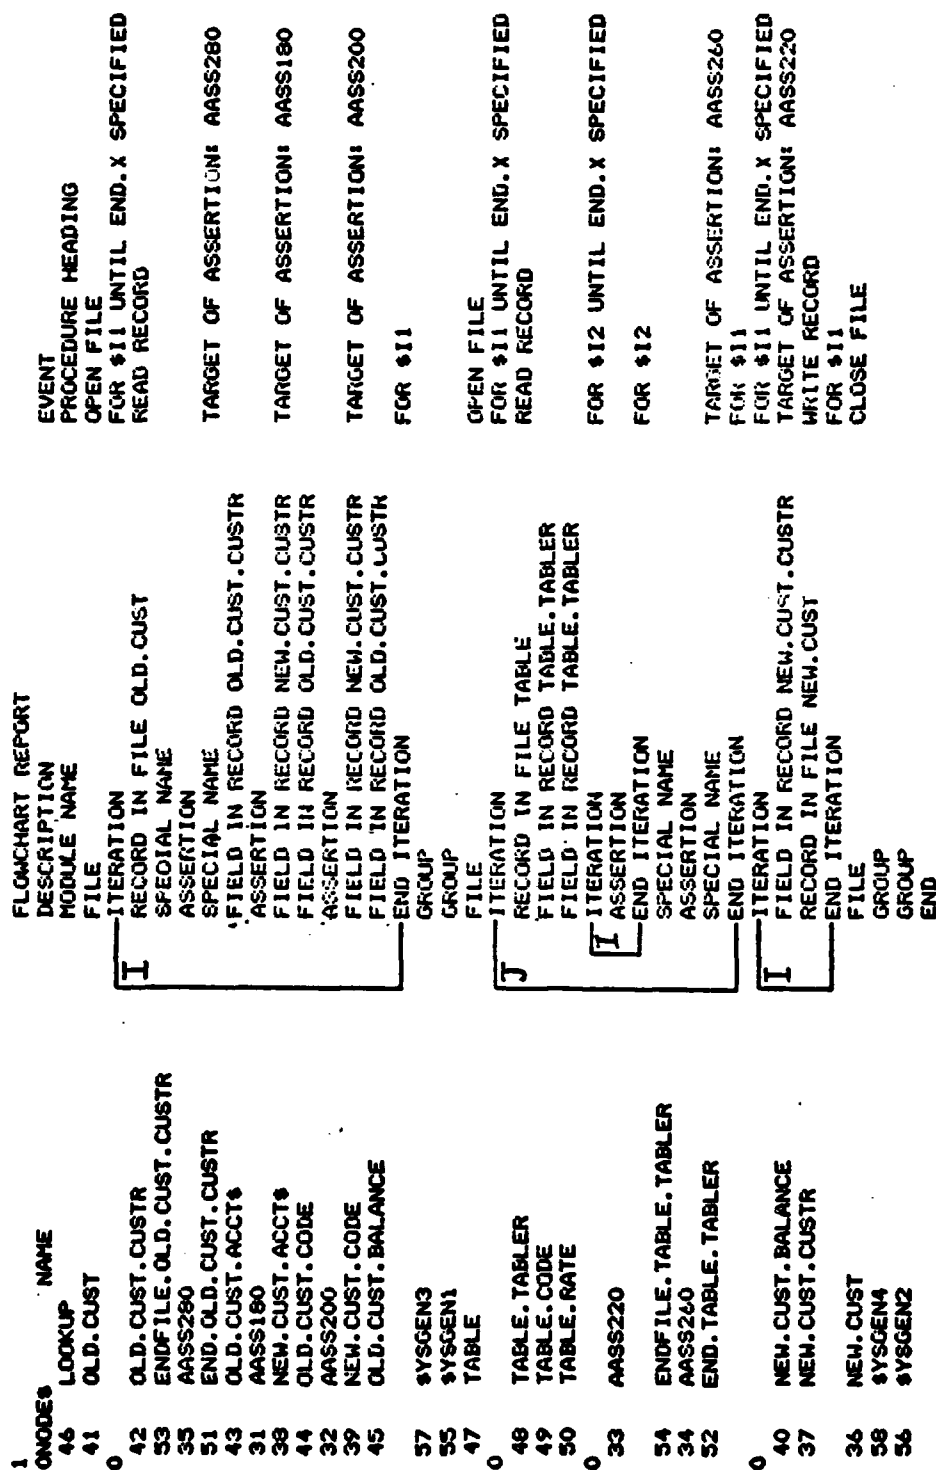 1 FLOWCHART REPORT
ONODE$ NAME DESCRIPTION EVENT
46 LOOKUP MODULE NAME PROCEDURE HEADING
41 OLD.CUST FILE OPEN FILE
0 ITERATION FOR $I1 UNTIL END.X SPECIFIED
42 OLD.CUST.CUSTR I RECORD IN FILE OLD.CUST READ RECORD
53 ENDFILE.OLD.CUST.CUSTR SPECIAL NAME
35 AASS280 ASSERTION
51 END.OLD.CUST.CUSTR SPECIAL NAME TARGET OF ASSERTION: AASS280
43 OLD.CUST.ACCT$ FIELD IN RECORD OLD.CUST.CUSTR
31 AASS180 ASSERTION
38 NEW.CUST.ACCT$ FIELD IN RECORD NEW.CUST.CUSTR TARGET OF ASSERTION: AASS180
44 OLD.CUST.CODE FIELD IN RECORD OLD.CUST.CUSTR
32 AASS200 ASSERTION
39 NEW.CUST.CODE FIELD IN RECORD NEW.CUST.CUSTR TARGET OF ASSERTION: AASS200
45 OLD.CUST.BALANCE FIELD IN RECORD OLD.CUST.CUSTR
END ITERATION FOR $I1
57 $YSGEN3 GROUP
55 $YSGEN1 GROUP
47 TABLE FILE OPEN FILE
0 ITERATION FOR $I1 UNTIL END.X SPECIFIED
48 TABLE.TABLER J RECORD IN FILE TABLE READ RECORD
49 TABLE.CODE FIELD IN RECORD TABLE.TABLER
50 TABLE.RATE FIELD IN RECORD TABLE.TABLER
0 ITERATION FOR $I2 UNTIL END.X SPECIFIED
33 AASS220 I ASSERTION
END ITERATION FOR $I2
54 ENDFILE.TABLE.TABLER SPECIAL NAME
34 AASS260 ASSERTION
52 END.TABLE.TABLER SPECIAL NAME TARGET OF ASSERTION: AASS260
END ITERATION FOR $I1
0 ITERATION FOR $I1 UNTIL END.X SPECIFIED
40 NEW.CUST.BALANCE I FIELD IN RECORD NEW.CUST.CUSTR TARGET OF ASSERTION: AASS220
37 NEW.CUST.CUSTR RECORD IN FILE NEW.CUST WRITE RECORD
END ITERATION FOR $I1
36 NEW.CUST FILE CLOSE FILE
58 $YSGEN4 GROUP
56 $YSGEN2 GROUP
END